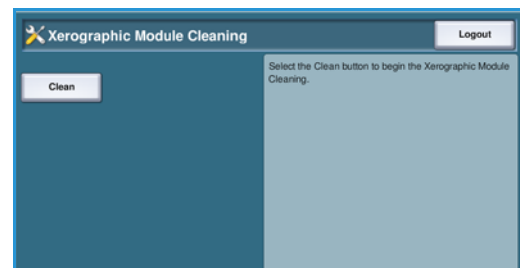 Xerographic Module Cleaning
Logout
Clean
Select the Clean button to begin the Xerographic Module
Cleaning.